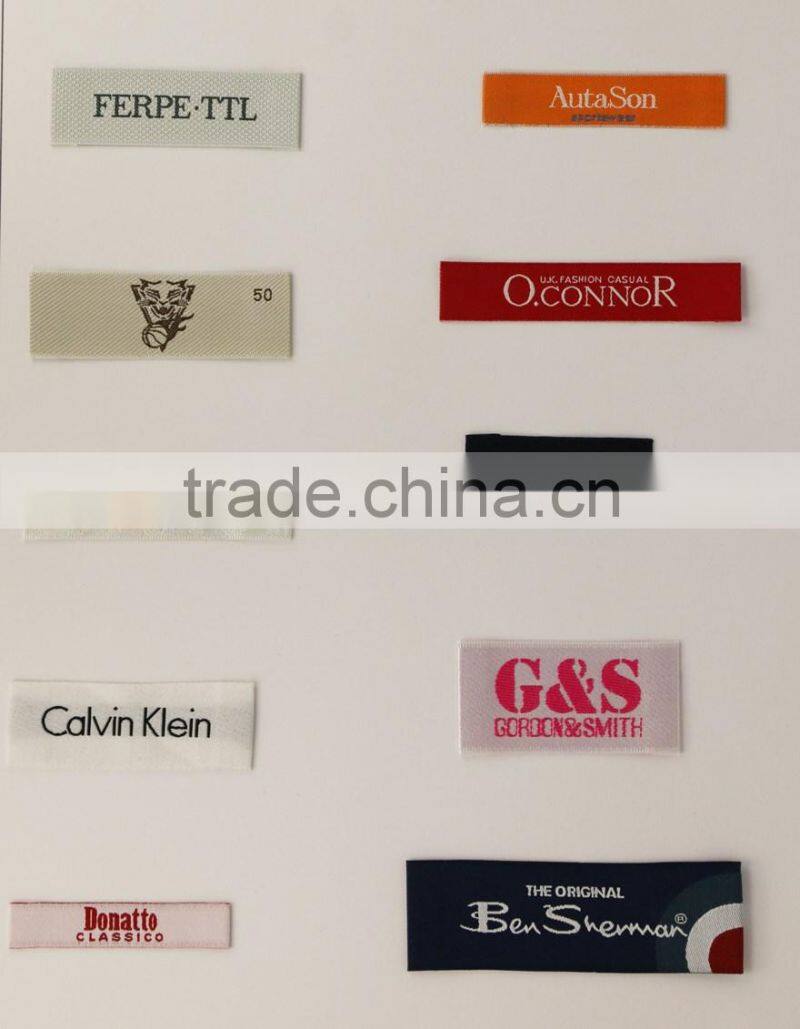 FERPE·TTL
AutaSon
50
U.K. FASHION CASUAL
O.CONNOR
trade.china.cn
Calvin Klein
G&S
GORDON&SMITH
Donatto
CLASSICO
THE ORIGINAL
Ben Sherman®